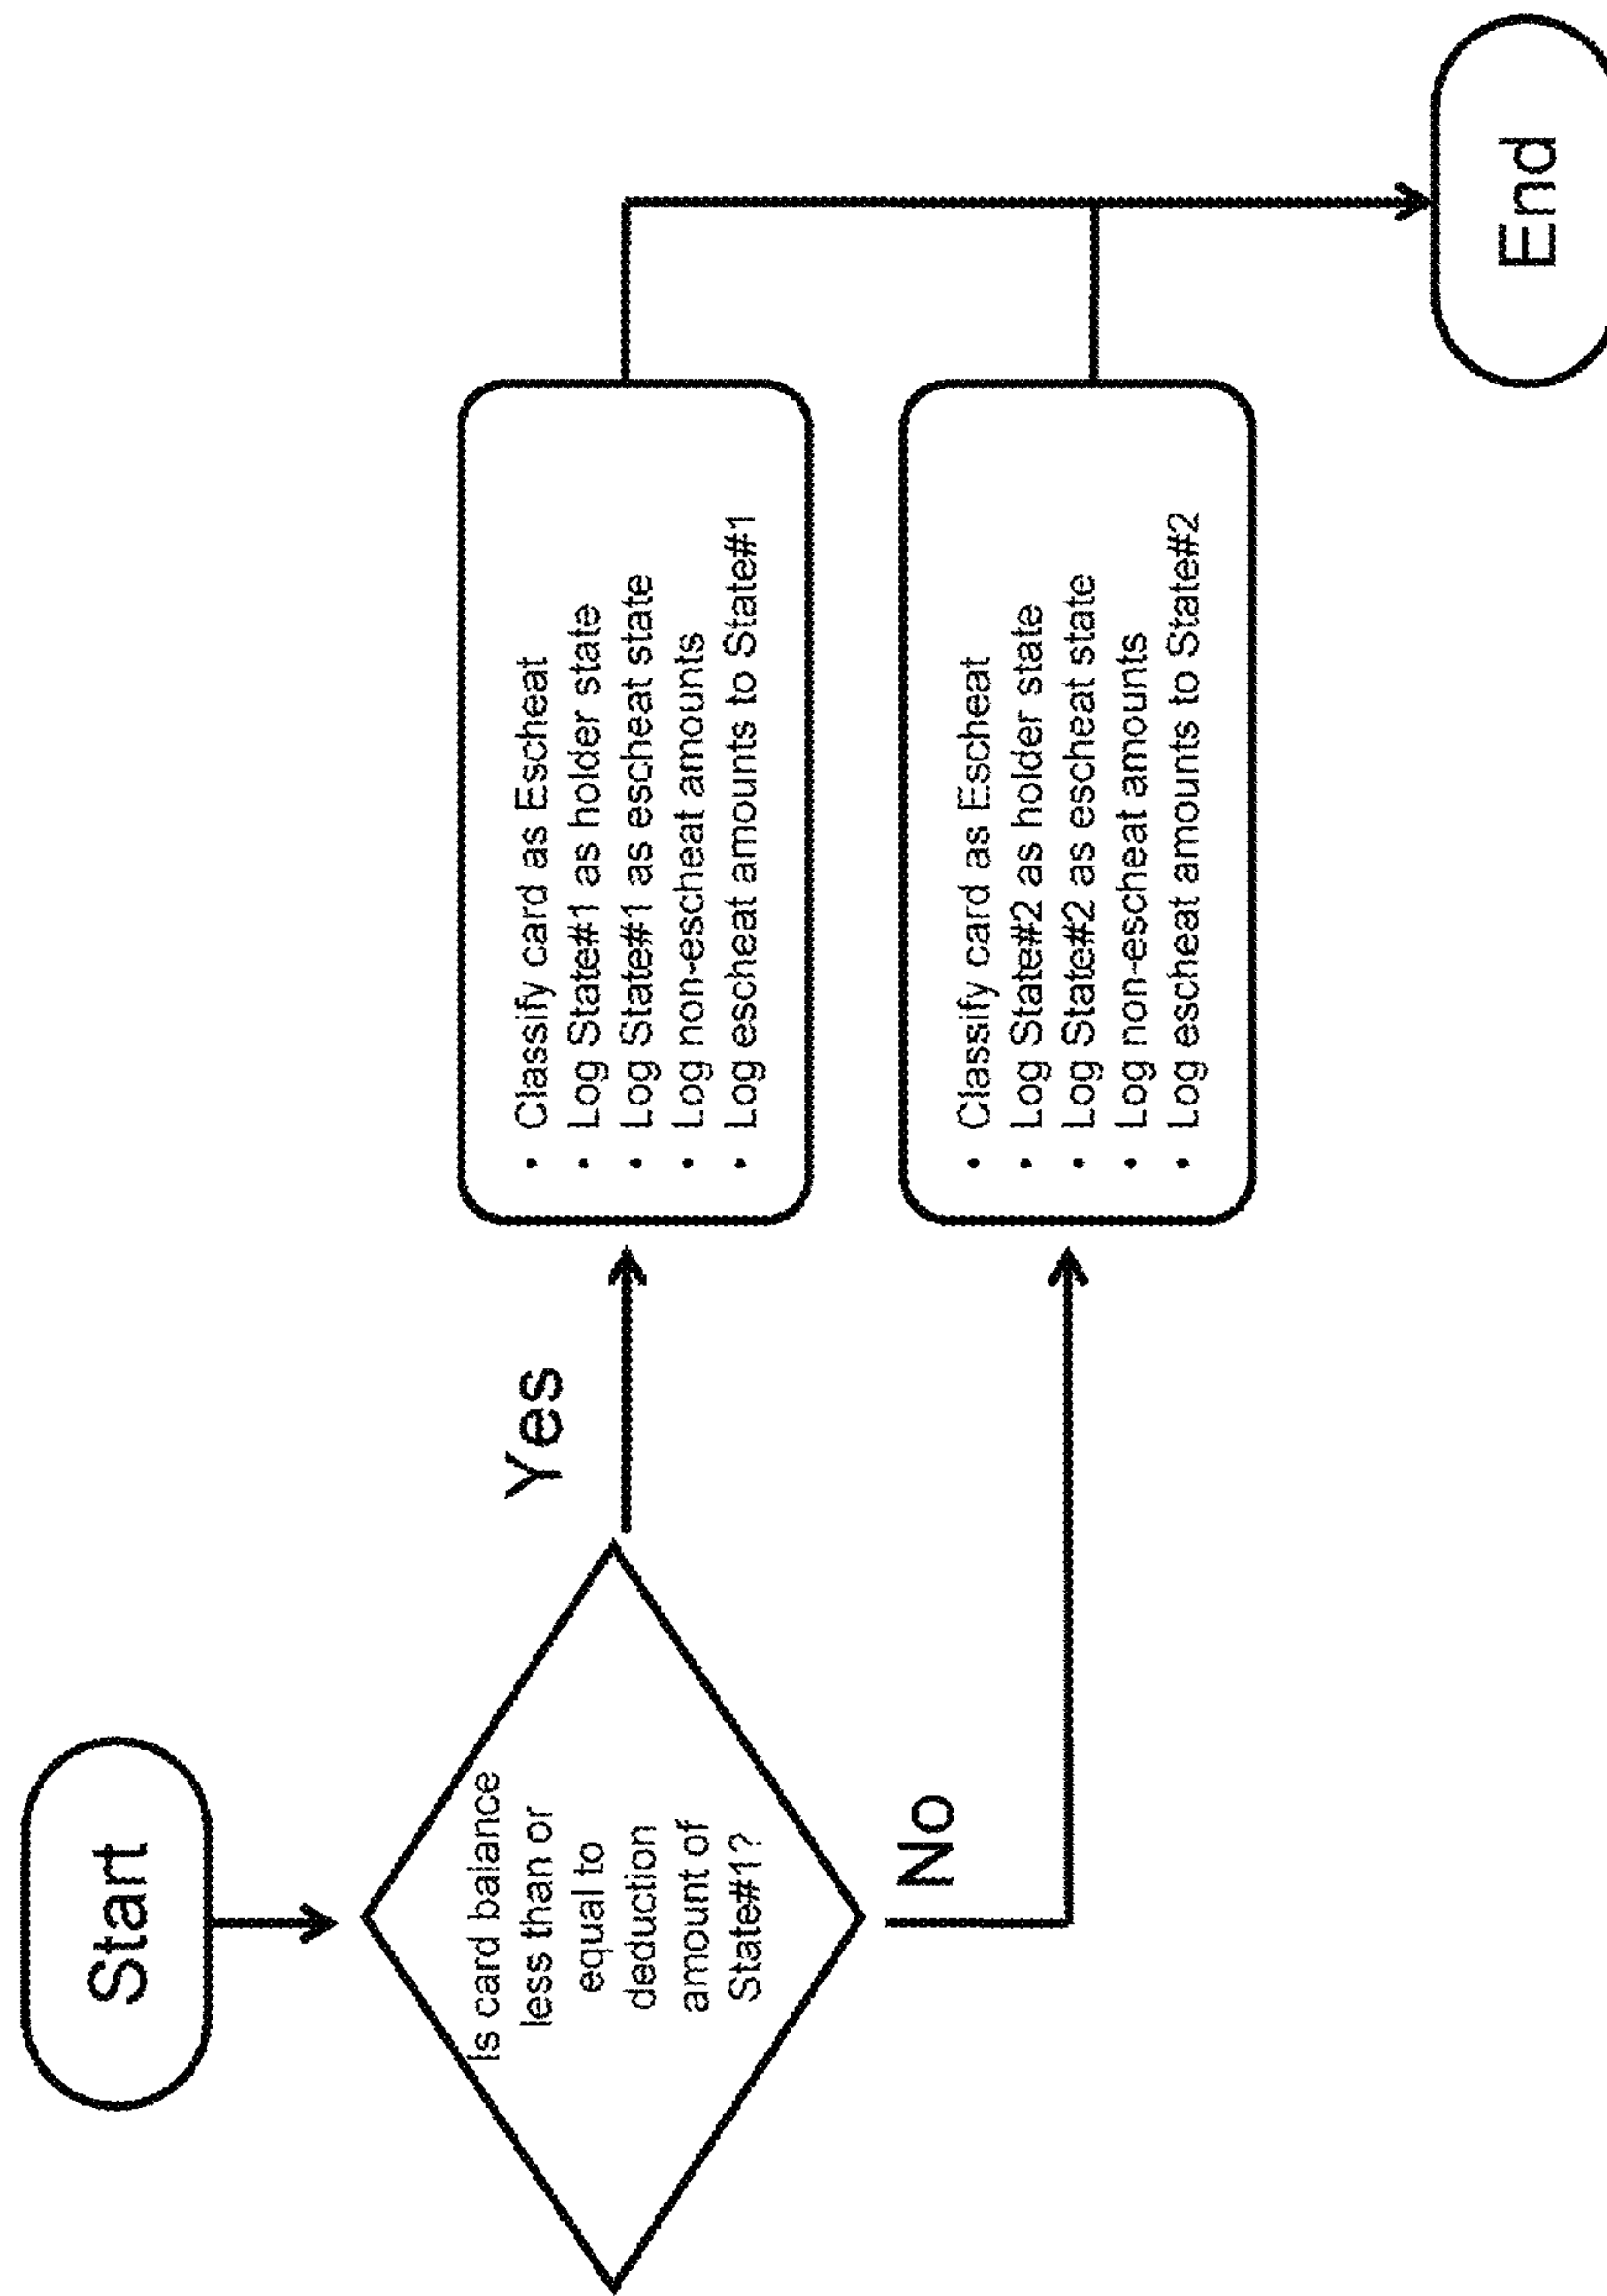 Start
Is card balance
less than or
equal to
deduction
amount of
State#1?
Yes
• Classify card as Escheat
• Log State#1 as holder state
• Log State#1 as escheat state
• Log non-escheat amounts
• Log escheat amounts to State#1
No
• Classify card as Escheat
• Log State#2 as holder state
• Log State#2 as escheat state
• Log non-escheat amounts
• Log escheat amounts to State#2
End